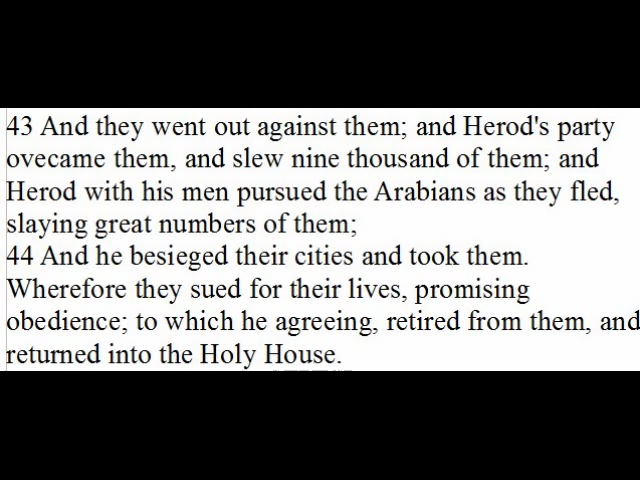 43 And they went out against them; and Herod's party
ovecame them, and slew nine thousand of them; and
Herod with his men pursued the Arabians as they fled,
slaying great numbers of them;
44 And he besieged their cities and took them.
Wherefore they sued for their lives, promising
obedience; to which he agreeing, retired from them, and
returned into the Holy House.